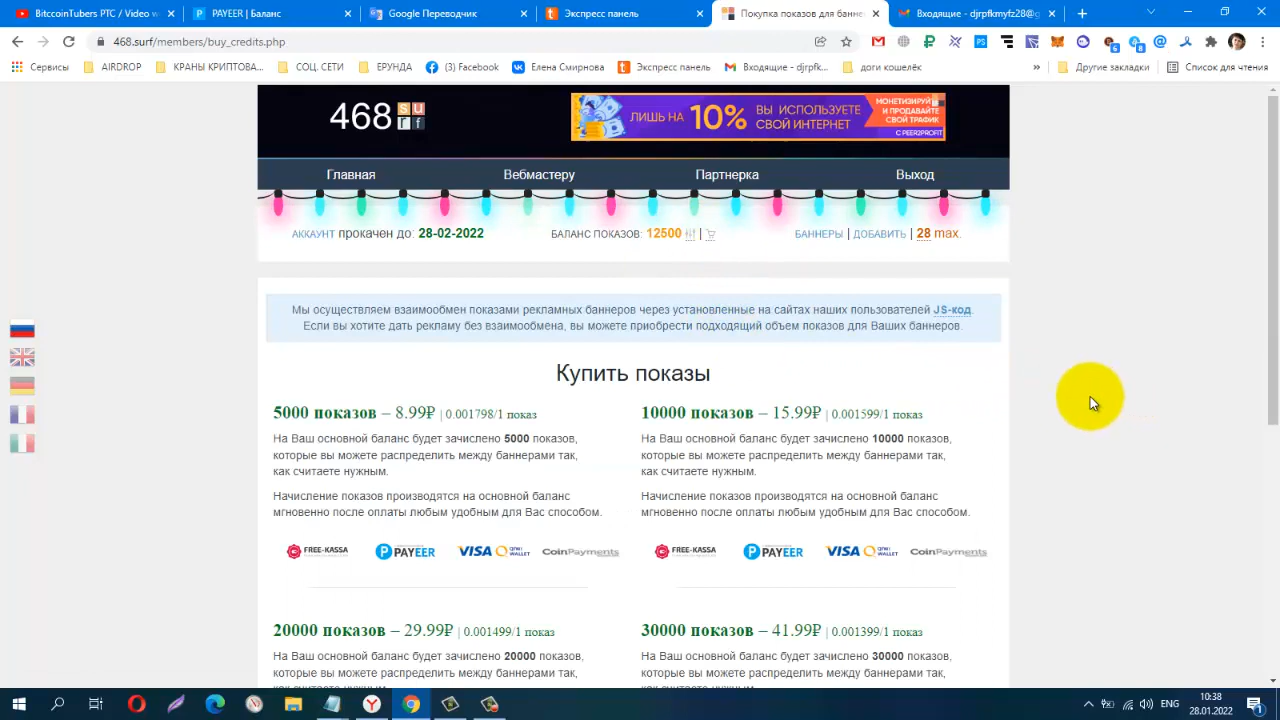 BitccoinTubers PTC / Video
PAYEER | Баланс
Google Переводчик
Экспресс панель
Покупка показов для банне
Входящие - djrpfkmyfz28@g
468.surf/members/buy_credits.php
Сервисы
AIRDROP
КРАНЫ КРИПТОВА...
СОЦ. СЕТИ
ЕРУНДА
(3) Facebook
Елена Смирнова
Экспресс панель
Входящие - djrpfk...
доги кошелёк
»
Другие закладки
Список для чтения
468 su
rf
ЛИШЬ НА 10% ВЫ ИСПОЛЬЗУЕТЕ
СВОЙ ИНТЕРНЕТ
МОНЕТИЗИРУЙ
И ПРОДАВАЙТЕ
СВОЙ ТРАФИК
С PEER2PROFIT
Главная
Вебмастеру
Партнерка
Выход
АККАУНТ прокачен до: 28-02-2022
БАЛАНС ПОКАЗОВ: 12500 |
БАННЕРЫ | ДОБАВИТЬ | 28 max.
Мы осуществляем взаимообмен показами рекламных баннеров через установленные на сайтах наших пользователей JS-код.
Если вы хотите дать рекламу без взаимообмена, вы можете приобрести подходящий объем показов для Ваших баннеров.
Купить показы
5000 показов – 8.99₽ | 0.001798/1 показ
На Ваш основной баланс будет зачислено 5000 показов,
которые вы можете распределить между баннерами так,
как считаете нужным.
Начисление показов производятся на основной баланс
мгновенно после оплаты любым удобным для Вас способом.
FREE-KASSA
PAYEER
VISA QIWI WALLET
CoinPayments
10000 показов – 15.99₽ | 0.001599/1 показ
На Ваш основной баланс будет зачислено 10000 показов,
которые вы можете распределить между баннерами так,
как считаете нужным.
Начисление показов производятся на основной баланс
мгновенно после оплаты любым удобным для Вас способом.
FREE-KASSA
PAYEER
VISA QIWI WALLET
CoinPayments
20000 показов – 29.99₽ | 0.001499/1 показ
На Ваш основной баланс будет зачислено 20000 показов,
которые вы можете распределить между баннерами так,
30000 показов – 41.99₽ | 0.001399/1 показ
На Ваш основной баланс будет зачислено 30000 показов,
которые вы можете распределить между баннерами так,
ENG
10:38
28.01.2022